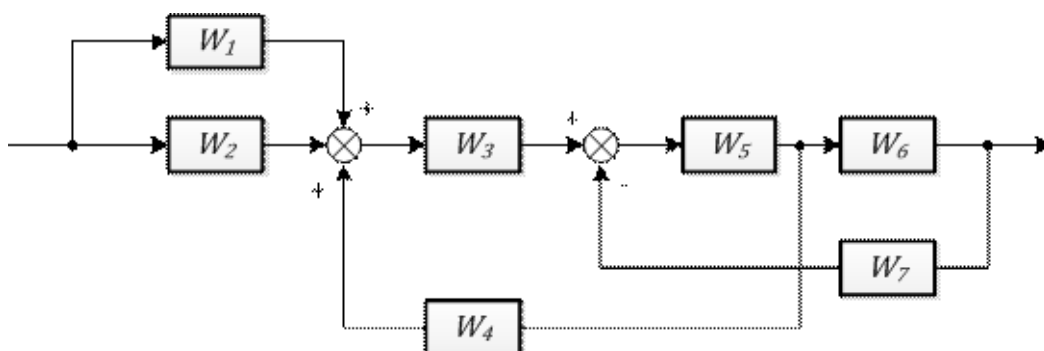 W₁
+
W₂
W₃
+
W₅
W₆
+
-
W₇
W₄